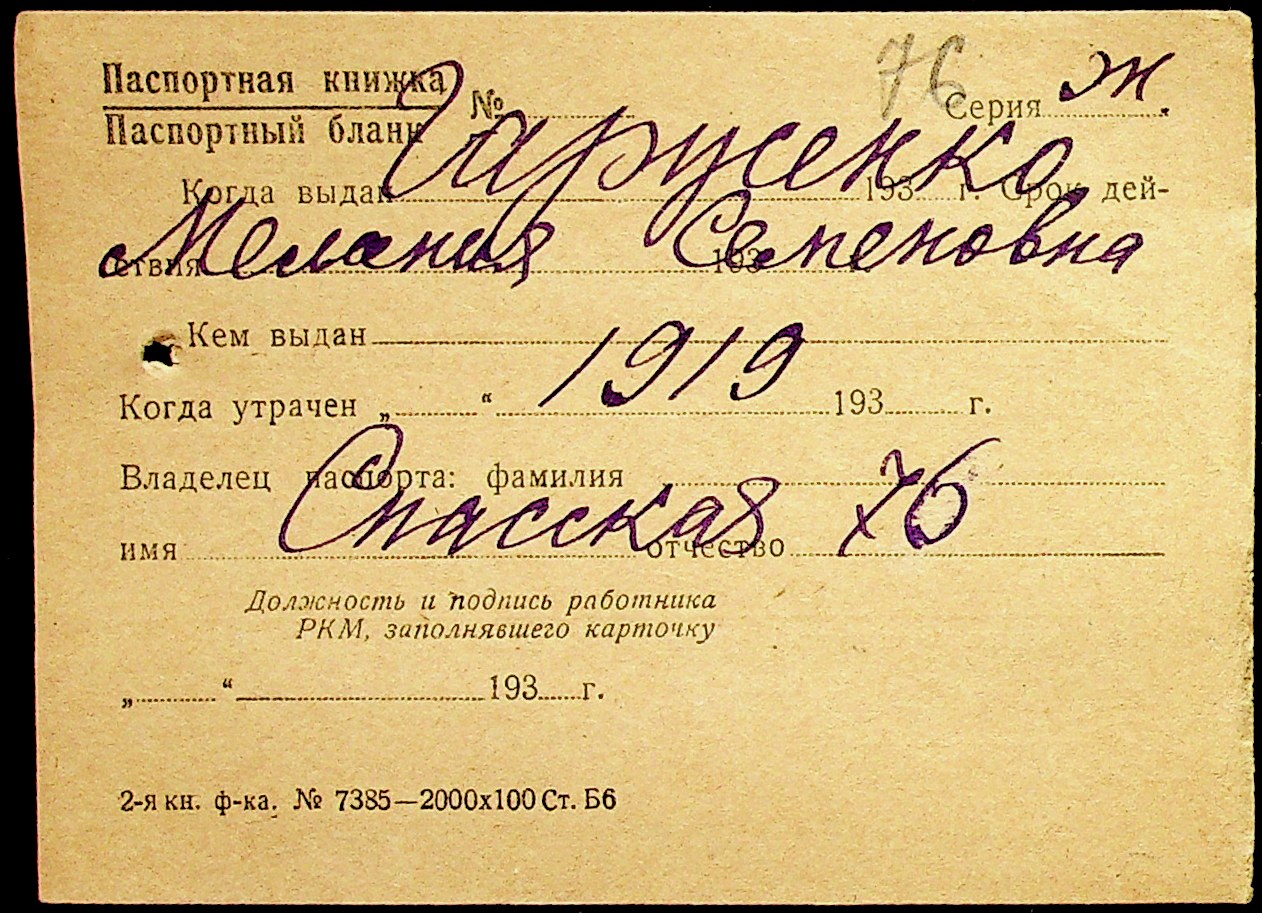 76
Паспортная книжка № Серия ж.
Паспортный бланк
Чарусенко
Когда выдан 193 г. Срок дей-
Мелания Семеновна
ствия 193
Кем выдан
1919
Когда утрачен „ “ 193 г.
Владелец паспорта: фамилия
Спасская 76
имя отчество
Должность и подпись работника
РКМ, заполнявшего карточку
„ “ 193 г.
2-я кн. ф-ка. № 7385—2000х100 Ст. Б6